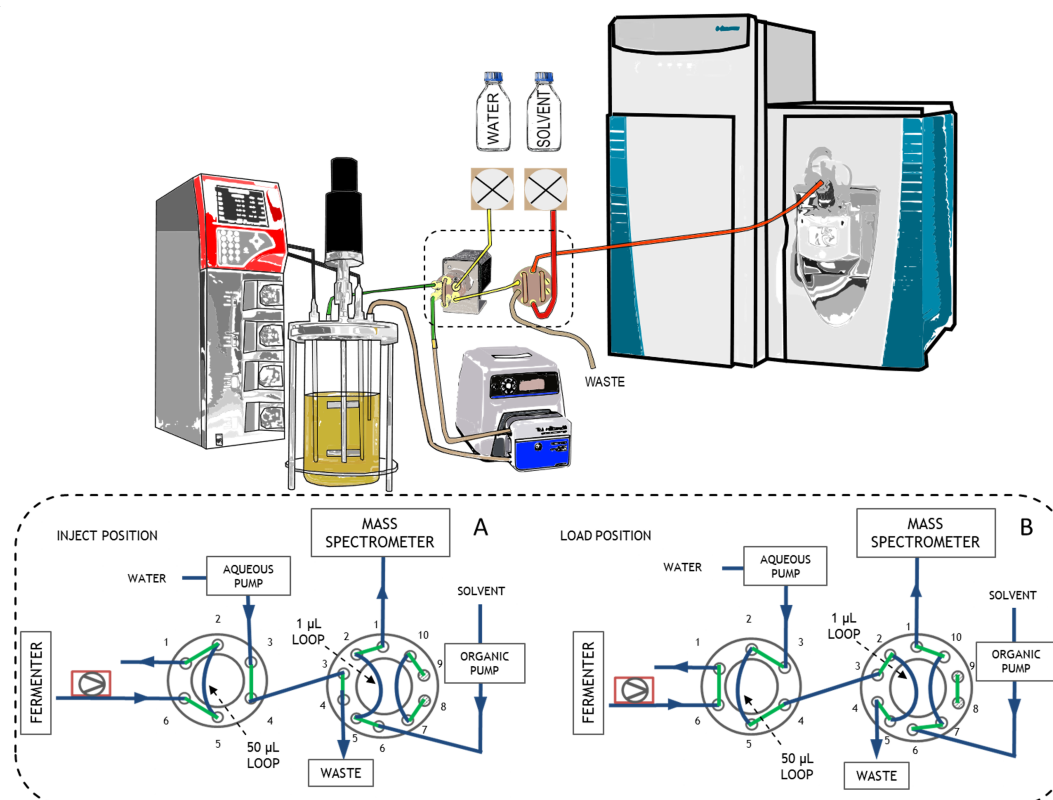 WATER
SOLVENT
WASTE
INJECT POSITION
A
MASS
SPECTROMETER
WATER
AQUEOUS
PUMP
SOLVENT
1 µL
LOOP
ORGANIC
PUMP
FERMENTER
1
2
3
4
5
6
50 µL
LOOP
1
2
3
4
5
6
7
8
9
10
WASTE
LOAD POSITION
B
MASS
SPECTROMETER
WATER
AQUEOUS
PUMP
SOLVENT
1 µL
LOOP
ORGANIC
PUMP
FERMENTER
1
2
3
4
5
6
50 µL
LOOP
1
2
3
4
5
6
7
8
9
10
WASTE